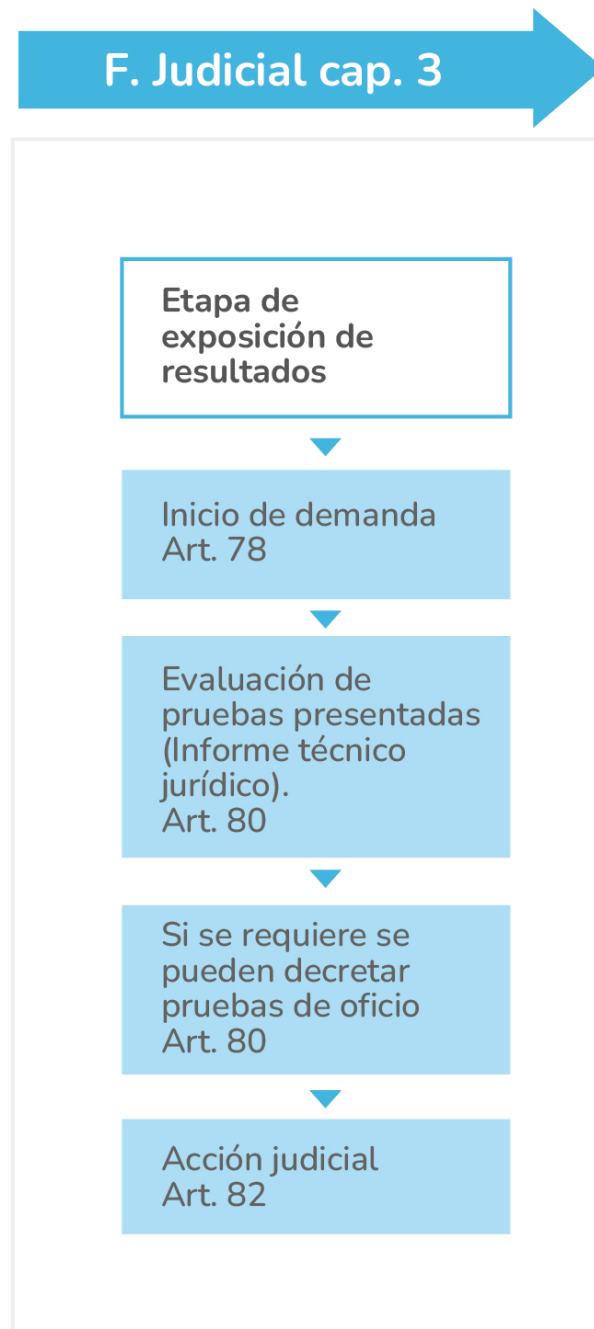 F. Judicial cap. 3
Etapa de
exposición de
resultados
Inicio de demanda
Art. 78
Evaluación de
pruebas presentadas
(Informe técnico
jurídico).
Art. 80
Si se requiere se
pueden decretar
pruebas de oficio
Art. 80
Acción judicial
Art. 82